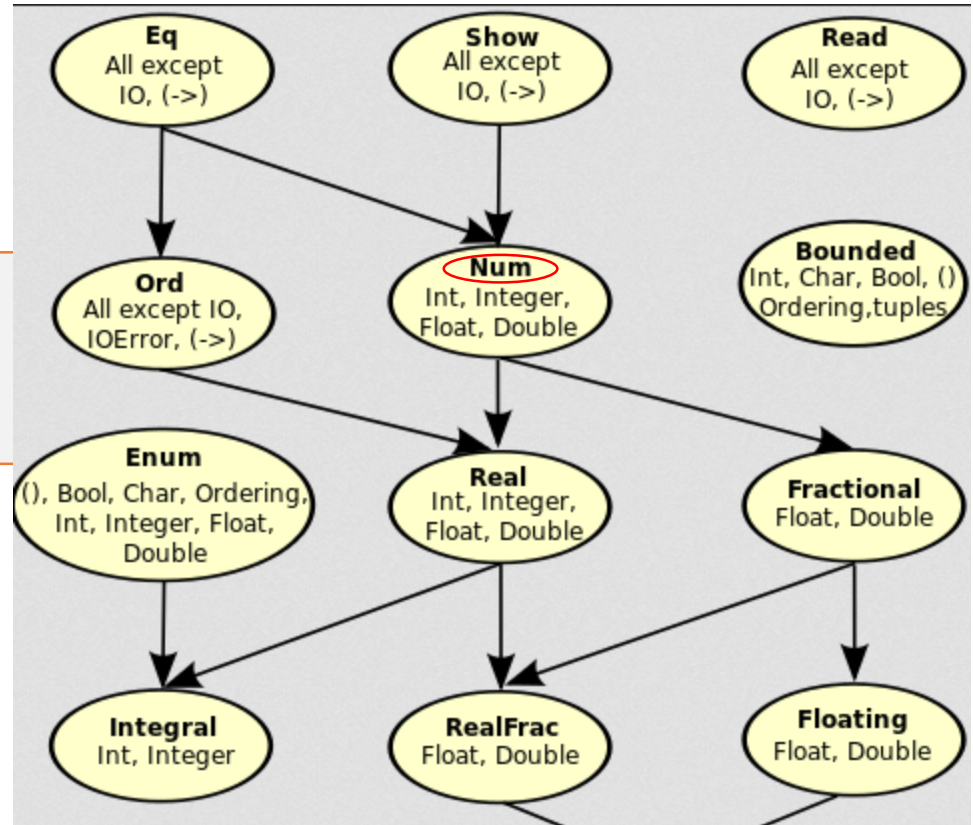 Eq
All except
IO, (->)
Show
All except
IO, (->)
Read
All except
IO, (->)
Ord
All except IO,
IOError, (->)
Num
Int, Integer,
Float, Double
Bounded
Int, Char, Bool, ()
Ordering,tuples
Enum
(), Bool, Char, Ordering,
Int, Integer, Float,
Double
Real
Int, Integer,
Float, Double
Fractional
Float, Double
Integral
Int, Integer
RealFrac
Float, Double
Floating
Float, Double